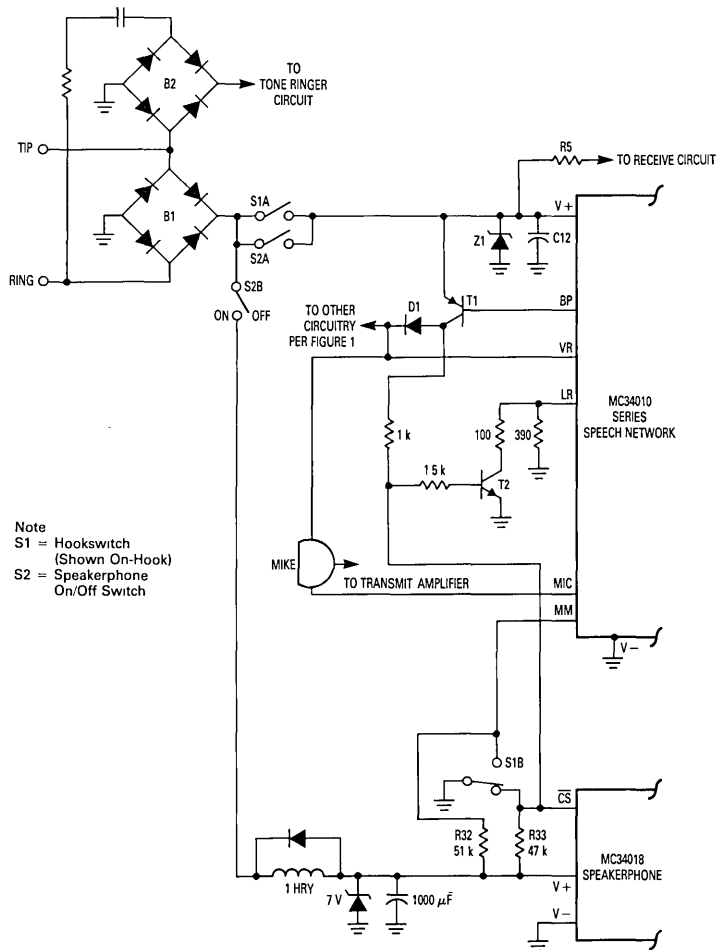 B2
TO
TONE RINGER
CIRCUIT
TIP
B1
RING
S1A
S2A
S2B
ON
OFF
R5
TO RECEIVE CIRCUIT
V+
Z1
C12
TO OTHER
CIRCUITRY
PER FIGURE 1
D1
T1
BP
VR
LR
MC34010
SERIES
SPEECH NETWORK
1 k
100
390
15 k
T2
Note
S1 = Hookswitch
(Shown On-Hook)
S2 = Speakerphone
On/Off Switch
MIKE
TO TRANSMIT AMPLIFIER
MIC
MM
V−
S1B
CS
R32
51 k
R33
47 k
MC34018
SPEAKERPHONE
1 HRY
7 V
1000 µF
V+
V−